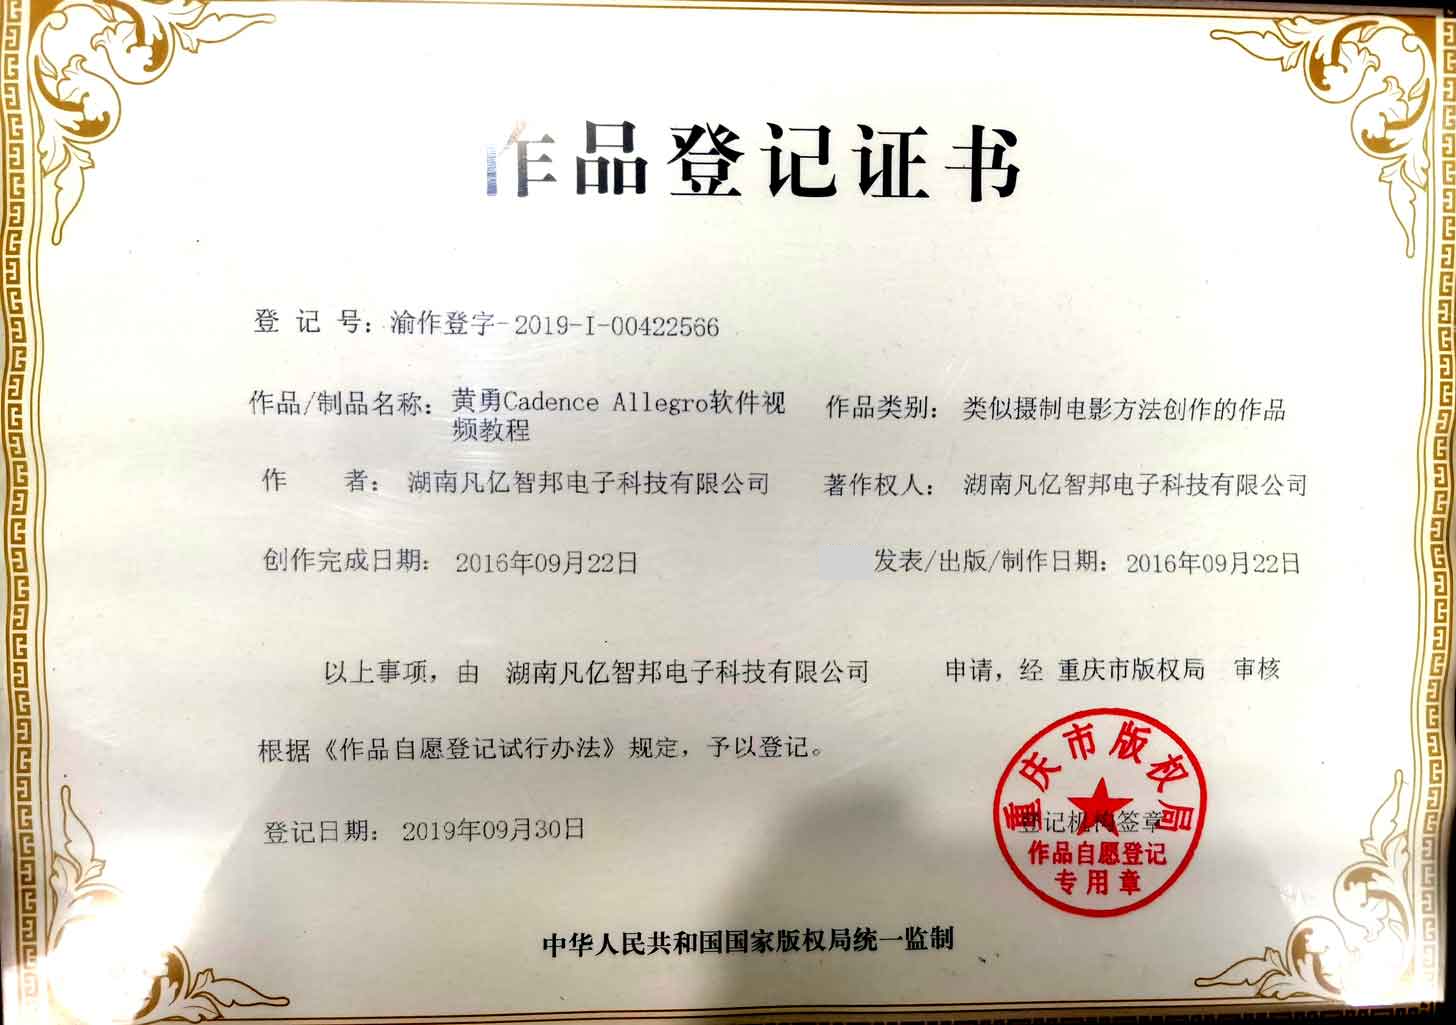 作品登记证书
登 记 号：渝作登字-2019-I-00422566
作品/制品名称：黄勇Cadence Allegro软件视频教程 作品类别：类似摄制电影方法创作的作品
作 者：湖南凡亿智邦电子科技有限公司 著作权人：湖南凡亿智邦电子科技有限公司
创作完成日期：2016年09月22日 发表/出版/制作日期：2016年09月22日
以上事项，由 湖南凡亿智邦电子科技有限公司 申请，经 重庆市版权局 审核
根据《作品自愿登记试行办法》规定，予以登记。
登记日期：2019年09月30日
重庆市版权局
登记机构签章
作品自愿登记
专用章
中华人民共和国国家版权局统一监制